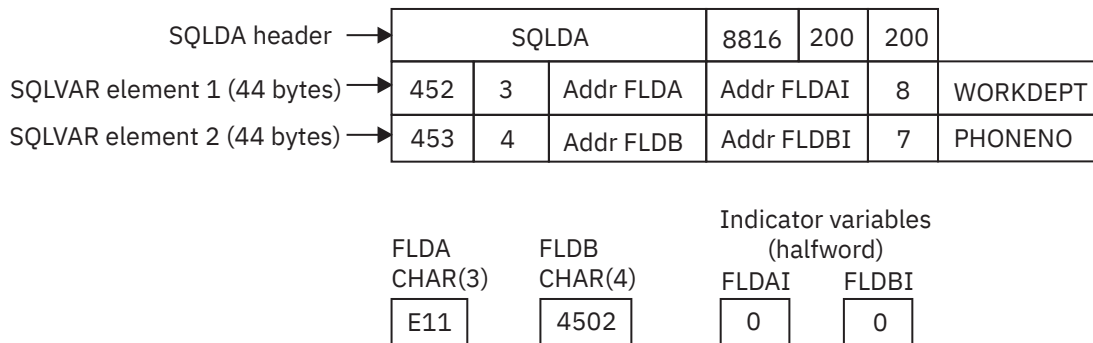 SQLDA header SQLDA 8816 200 200
SQLVAR element 1 (44 bytes) 452 3 Addr FLDA Addr FLDAI 8 WORKDEPT
SQLVAR element 2 (44 bytes) 453 4 Addr FLDB Addr FLDBI 7 PHONENO
Indicator variables
(halfword)
FLDA FLDB
CHAR(3) CHAR(4) FLDAI FLDBI
E11 4502 0 0